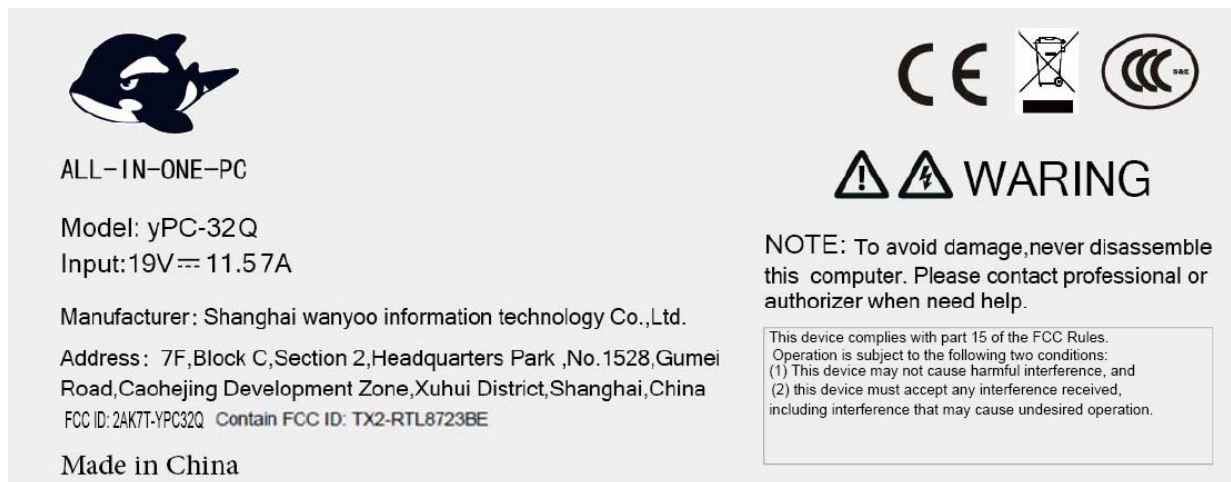 ALL-IN-ONE-PC
Model: yPC-32Q
Input:19V⎓ 11.57A
Manufacturer: Shanghai wanyoo information technology Co.,Ltd.
Address: 7F,Block C,Section 2,Headquarters Park ,No.1528,Gumei
Road,Caohejing Development Zone,Xuhui District,Shanghai,China
FCC ID: 2AK7T-YPC32Q Contain FCC ID: TX2-RTL8723BE
Made in China
CE CCC S&E
WARING
NOTE: To avoid damage,never disassemble
this computer. Please contact professional or
authorizer when need help.
This device complies with part 15 of the FCC Rules.
Operation is subject to the following two conditions:
(1) This device may not cause harmful interference, and
(2) this device must accept any interference received,
including interference that may cause undesired operation.